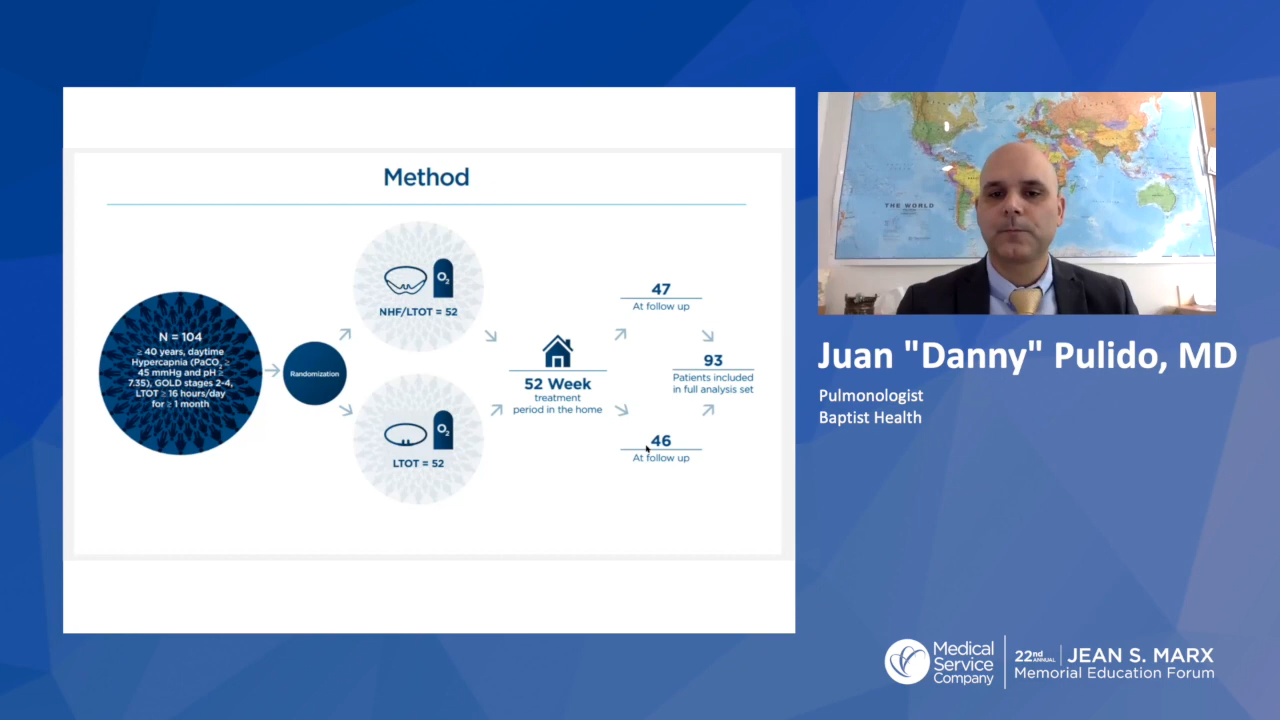 Method
N = 104
≥ 40 years, daytime
Hypercapnia (PaCO₂ ≥
45 mmHg and pH ≥
7.35), GOLD stages 2-4,
LTOT ≥ 16 hours/day
for ≥ 1 month
Randomization
O₂
NHF/LTOT = 52
O₂
LTOT = 52
52 Week
treatment
period in the home
47
At follow up
46
At follow up
93
Patients included
in full analysis set
THE WORLD
Juan "Danny" Pulido, MD
Pulmonologist
Baptist Health
Medical
Service
Company
22nd ANNUAL JEAN S. MARX
Memorial Education Forum